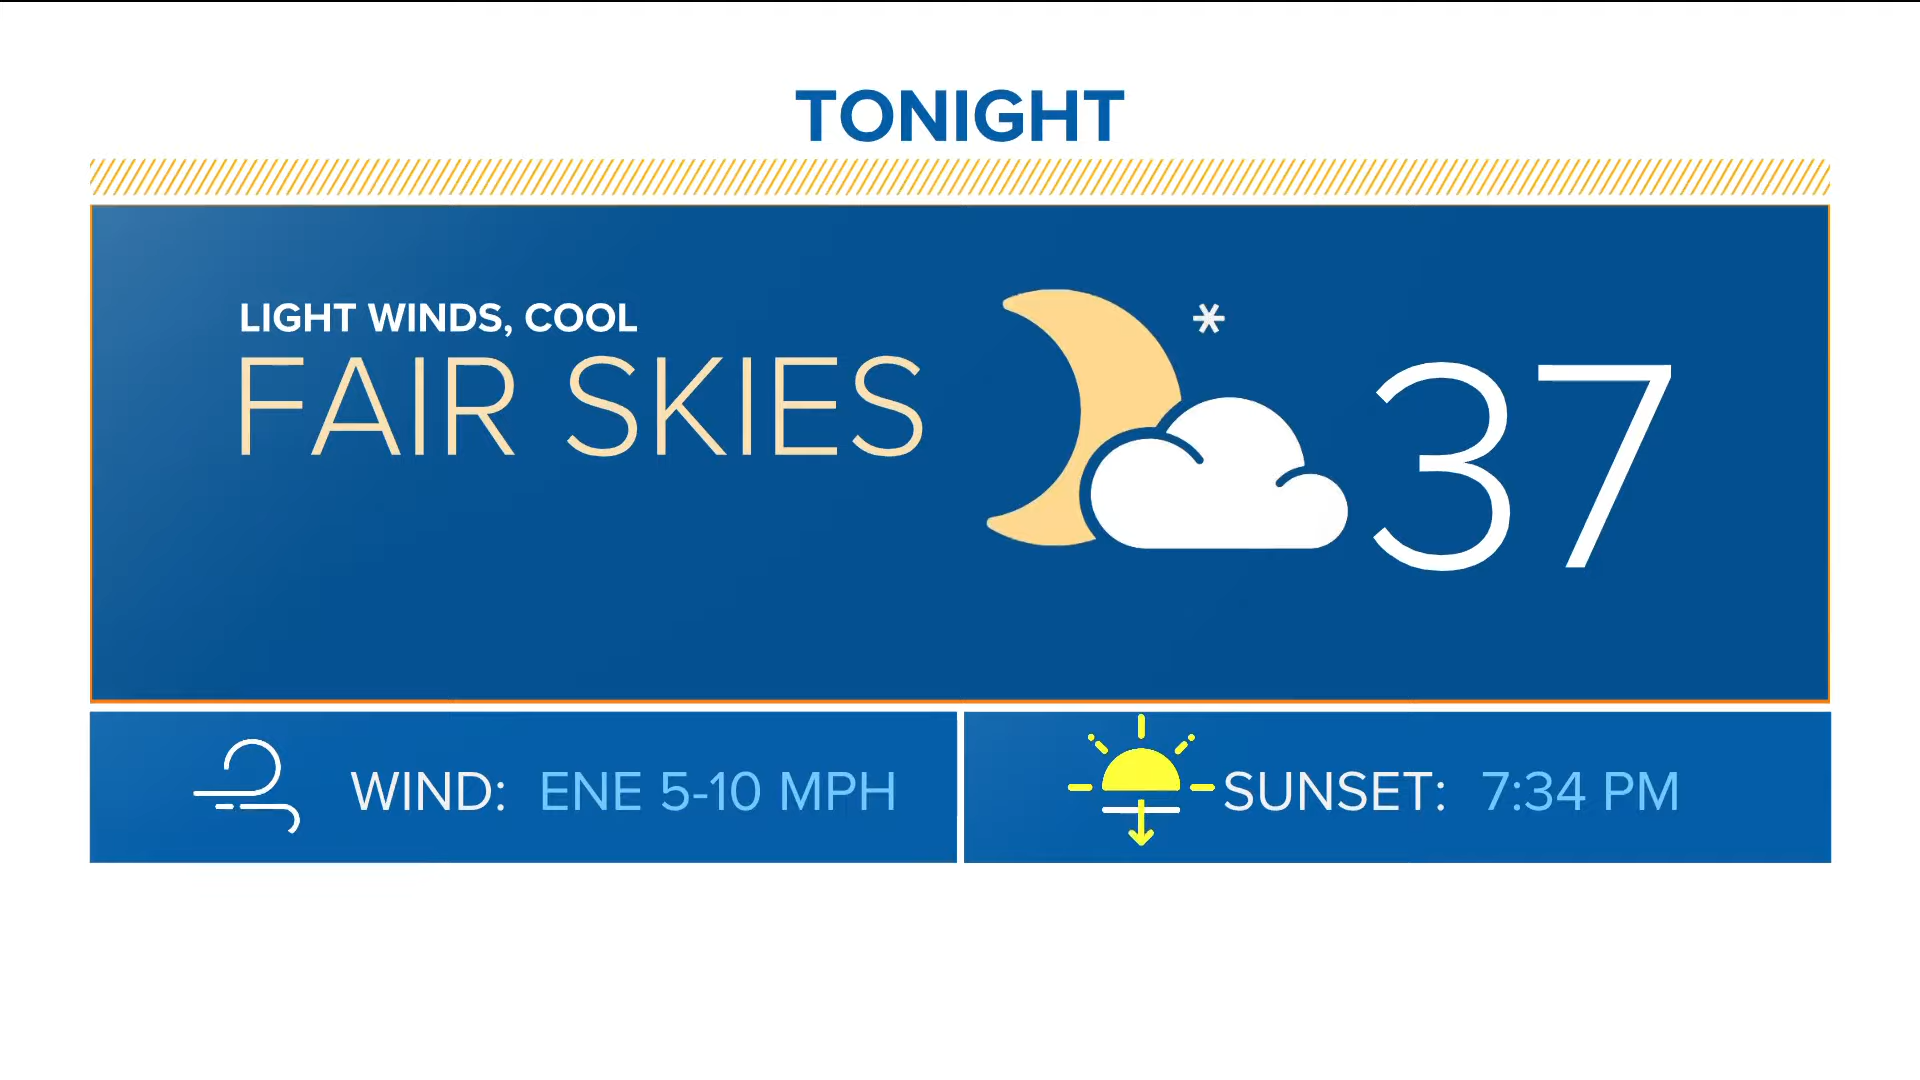 TONIGHT
LIGHT WINDS, COOL
FAIR SKIES
37
WIND: ENE 5-10 MPH
SUNSET: 7:34 PM